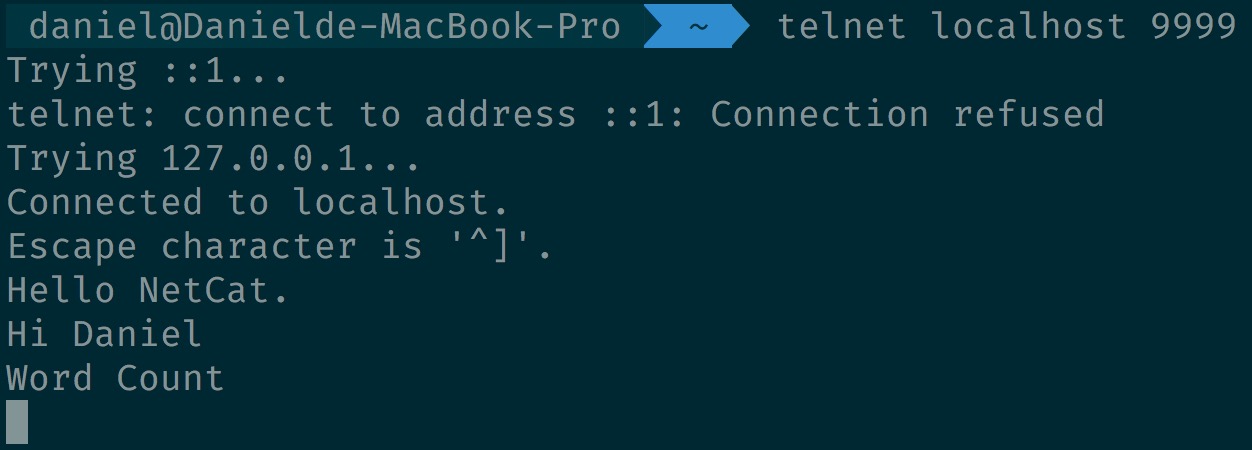 daniel@Danielde-MacBook-Pro ~ telnet localhost 9999
Trying ::1...
telnet: connect to address ::1: Connection refused
Trying 127.0.0.1...
Connected to localhost.
Escape character is '^]'.
Hello NetCat.
Hi Daniel
Word Count